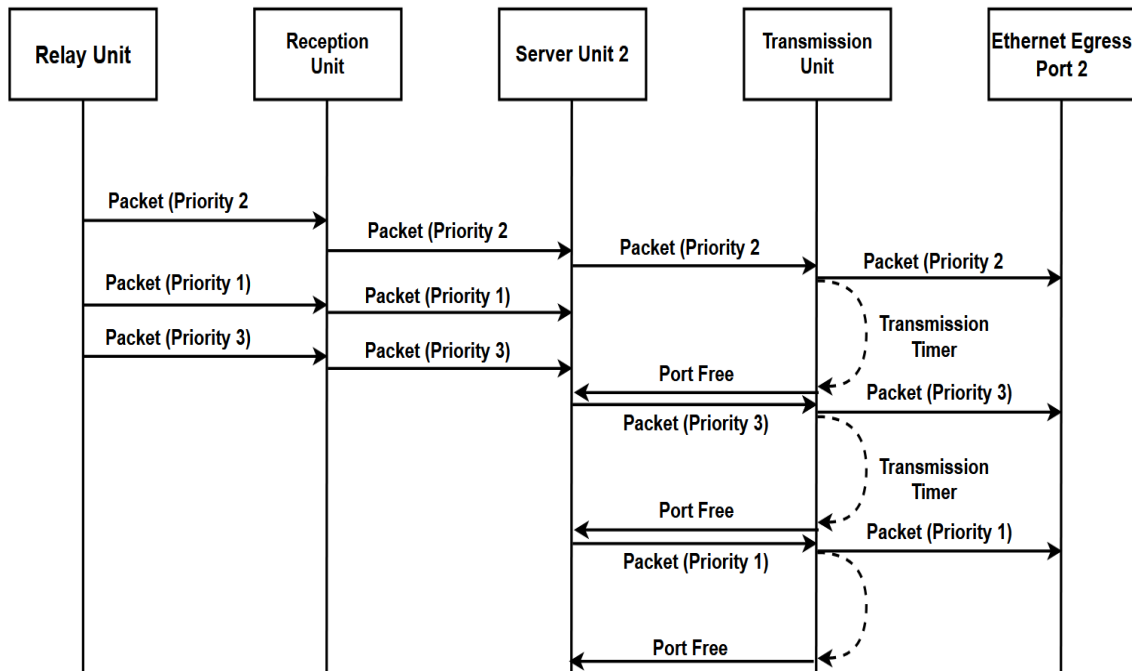 Relay Unit
Reception
Unit
Server Unit 2
Transmission
Unit
Ethernet Egress
Port 2
Packet (Priority 2
Packet (Priority 2
Packet (Priority 2
Packet (Priority 2
Packet (Priority 1)
Packet (Priority 1)
Transmission
Timer
Packet (Priority 3)
Packet (Priority 3)
Port Free
Packet (Priority 3)
Packet (Priority 3)
Transmission
Timer
Port Free
Packet (Priority 1)
Packet (Priority 1)
Port Free